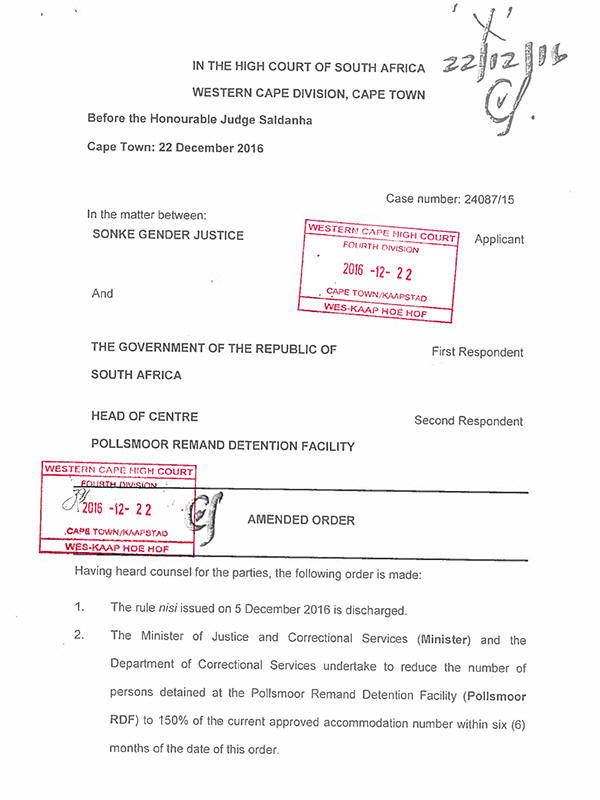 'X'
22/12/16
IN THE HIGH COURT OF SOUTH AFRICA
WESTERN CAPE DIVISION, CAPE TOWN
Before the Honourable Judge Saldanha
Cape Town: 22 December 2016
Case number: 24087/15
In the matter between:
SONKE GENDER JUSTICE
Applicant
WESTERN CAPE HIGH COURT
FOURTH DIVISION
2016 -12- 22
CAPE TOWN/KAAPSTAD
WES-KAAP HOE HOF
And
THE GOVERNMENT OF THE REPUBLIC OF
First Respondent
SOUTH AFRICA
HEAD OF CENTRE
Second Respondent
POLLSMOOR REMAND DETENTION FACILITY
WESTERN CAPE HIGH COURT
FOURTH DIVISION
2016 -12- 22
CAPE TOWN/KAAPSTAD
WES-KAAP HOE HOF
AMENDED ORDER
Having heard counsel for the parties, the following order is made:
1. The rule nisi issued on 5 December 2016 is discharged.
2. The Minister of Justice and Correctional Services (Minister) and the
Department of Correctional Services undertake to reduce the number of
persons detained at the Pollsmoor Remand Detention Facility (Pollsmoor
RDF) to 150% of the current approved accommodation number within six (6)
months of the date of this order.